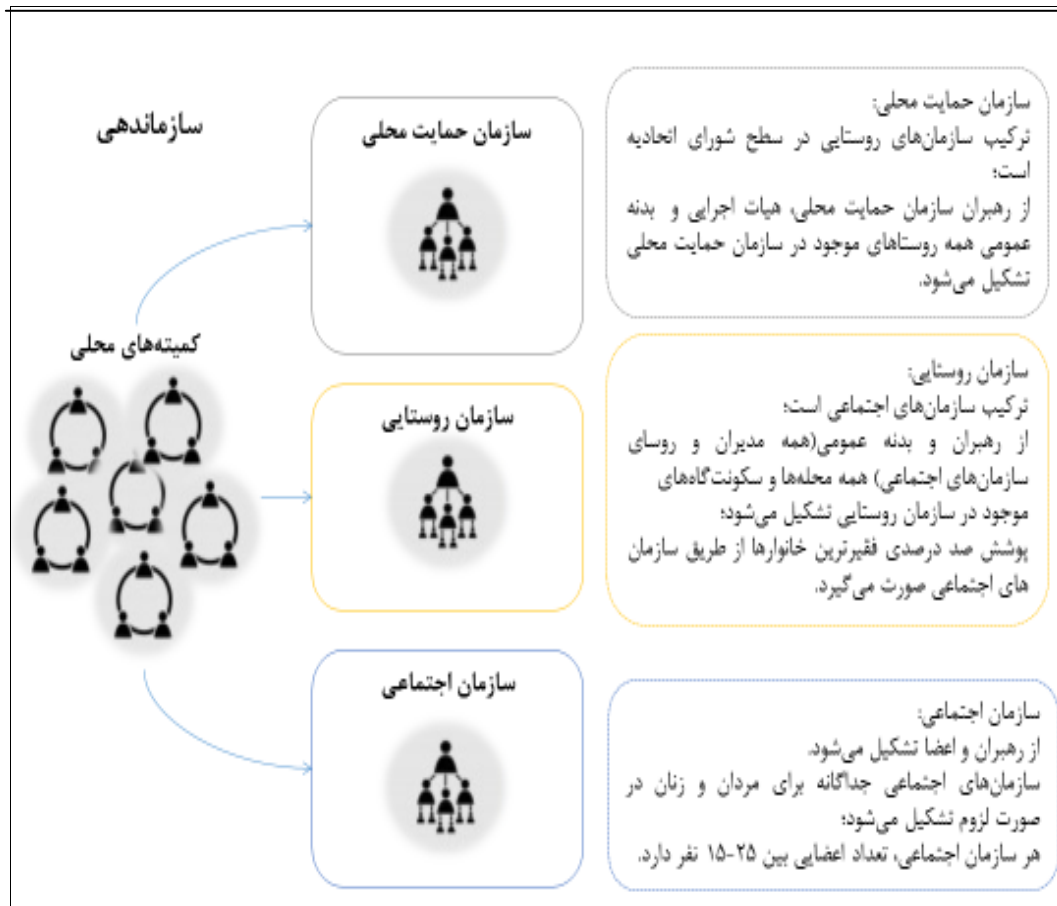 سازماندهی
کمیته‌های محلی
سازمان حمایت محلی
سازمان حمایت محلی:
ترکیب سازمان‌های روستایی در سطح شورای اتحادیه
است؛
از رهبران سازمان حمایت محلی، هیات اجرایی و بدنه
عمومی همه روستاهای موجود در سازمان حمایت محلی
تشکیل می‌شود.
سازمان روستایی
سازمان روستایی:
ترکیب سازمان‌های اجتماعی است؛
از رهبران و بدنه عمومی(همه مدیران و روسای
سازمان‌های اجتماعی) همه محله‌ها و سکونت‌گاه‌های
موجود در سازمان روستایی تشکیل می‌شود؛
پوشش صد درصدی فقیرترین خانوارها از طریق سازمان
های اجتماعی صورت می‌گیرد.
سازمان اجتماعی
سازمان اجتماعی:
از رهبران و اعضا تشکیل می‌شود.
سازمان‌های اجتماعی جداگانه برای مردان و زنان در
صورت لزوم تشکیل می‌شود؛
هر سازمان اجتماعی، تعداد اعضایی بین ۲۵-۱۵ نفر دارد.